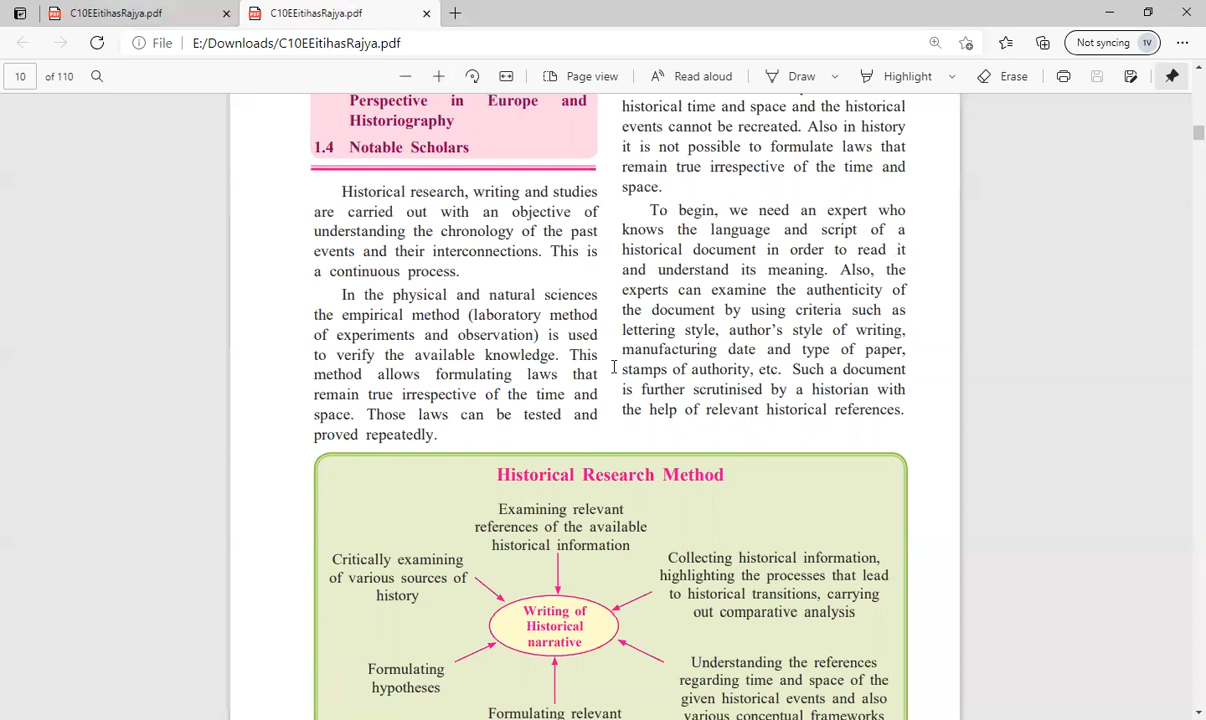 C10EEitihasRajya.pdf
C10EEitihasRajya.pdf
File
E:/Downloads/C10EEitihasRajya.pdf
Not syncing
1V
10
of 110
Page view
Read aloud
Draw
Highlight
Erase
Perspective in Europe and
Historiography
1.4 Notable Scholars
Historical research, writing and studies
are carried out with an objective of
understanding the chronology of the past
events and their interconnections. This is
a continuous process.
In the physical and natural sciences
the empirical method (laboratory method
of experiments and observation) is used
to verify the available knowledge. This
method allows formulating laws that
remain true irrespective of the time and
space. Those laws can be tested and
proved repeatedly.
historical time and space and the historical
events cannot be recreated. Also in history
it is not possible to formulate laws that
remain true irrespective of the time and
space.
To begin, we need an expert who
knows the language and script of a
historical document in order to read it
and understand its meaning. Also, the
experts can examine the authenticity of
the document by using criteria such as
lettering style, author's style of writing,
manufacturing date and type of paper,
stamps of authority, etc. Such a document
is further scrutinised by a historian with
the help of relevant historical references.
Historical Research Method
Examining relevant
references of the available
historical information
Critically examining
of various sources of
history
Collecting historical information,
highlighting the processes that lead
to historical transitions, carrying
out comparative analysis
Writing of
Historical
narrative
Formulating
hypotheses
Understanding the references
regarding time and space of the
given historical events and also
various conceptual frameworks
Formulating relevant